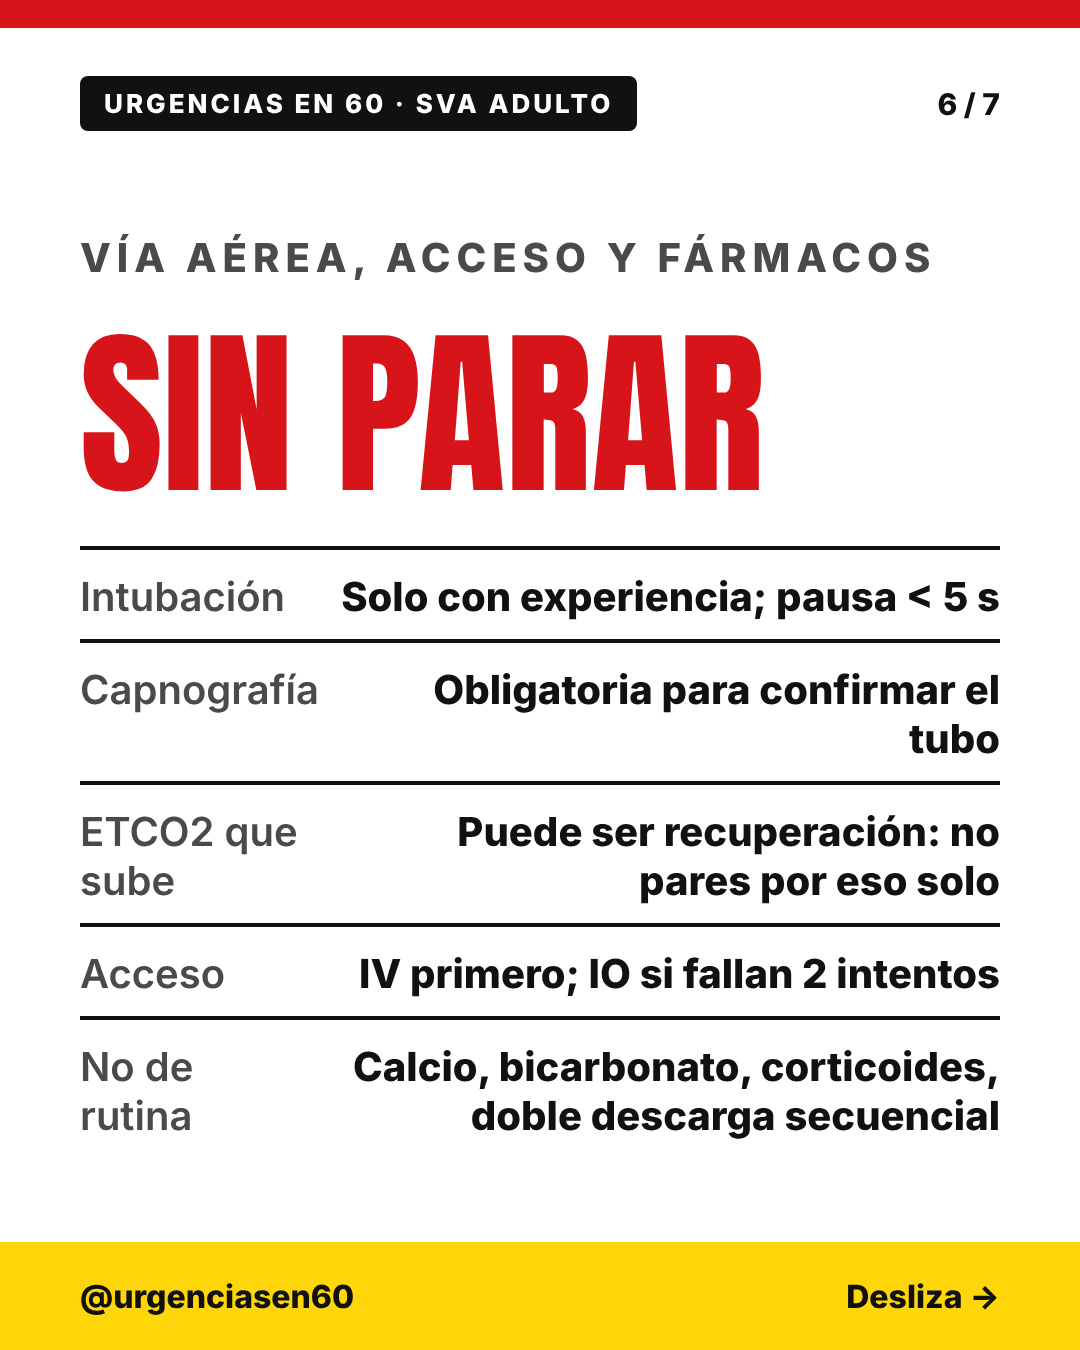 URGENCIAS EN 60 · SVA ADULTO
6 / 7
VÍA AÉREA, ACCESO Y FÁRMACOS
SIN PARAR
Intubación Solo con experiencia; pausa < 5 s
Capnografía Obligatoria para confirmar el
tubo
ETCO2 que Puede ser recuperación: no
sube pares por eso solo
Acceso IV primero; IO si fallan 2 intentos
No de Calcio, bicarbonato, corticoides,
rutina doble descarga secuencial
@urgenciasen60 Desliza →